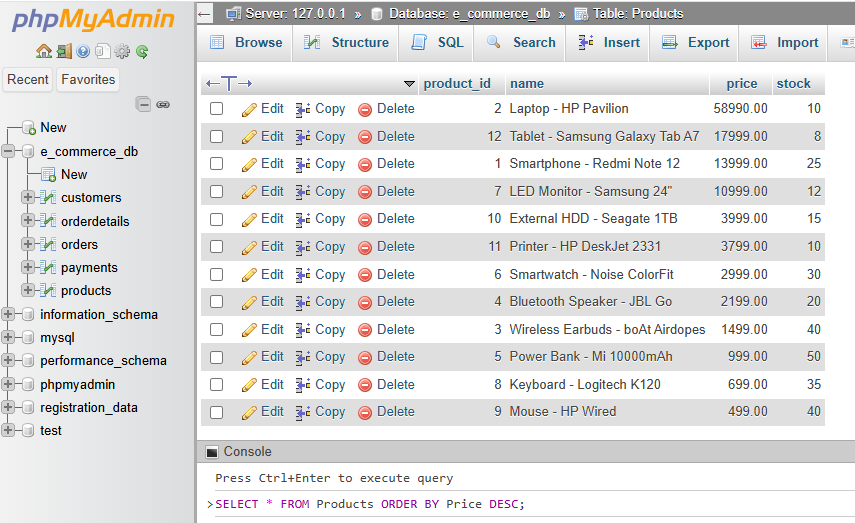 phpMyAdmin
Recent Favorites
New
e_commerce_db
New
customers
orderdetails
orders
payments
products
information_schema
mysql
performance_schema
phpmyadmin
registration_data
test
Server: 127.0.0.1 » Database: e_commerce_db » Table: Products
Browse Structure SQL Search Insert Export Import
product_id name price stock
Edit Copy Delete 2 Laptop - HP Pavilion 58990.00 10
Edit Copy Delete 12 Tablet - Samsung Galaxy Tab A7 17999.00 8
Edit Copy Delete 1 Smartphone - Redmi Note 12 13999.00 25
Edit Copy Delete 7 LED Monitor - Samsung 24" 10999.00 12
Edit Copy Delete 10 External HDD - Seagate 1TB 3999.00 15
Edit Copy Delete 11 Printer - HP DeskJet 2331 3799.00 10
Edit Copy Delete 6 Smartwatch - Noise ColorFit 2999.00 30
Edit Copy Delete 4 Bluetooth Speaker - JBL Go 2199.00 20
Edit Copy Delete 3 Wireless Earbuds - boAt Airdopes 1499.00 40
Edit Copy Delete 5 Power Bank - Mi 10000mAh 999.00 50
Edit Copy Delete 8 Keyboard - Logitech K120 699.00 35
Edit Copy Delete 9 Mouse - HP Wired 499.00 40
Console
Press Ctrl+Enter to execute query
>SELECT * FROM Products ORDER BY Price DESC;